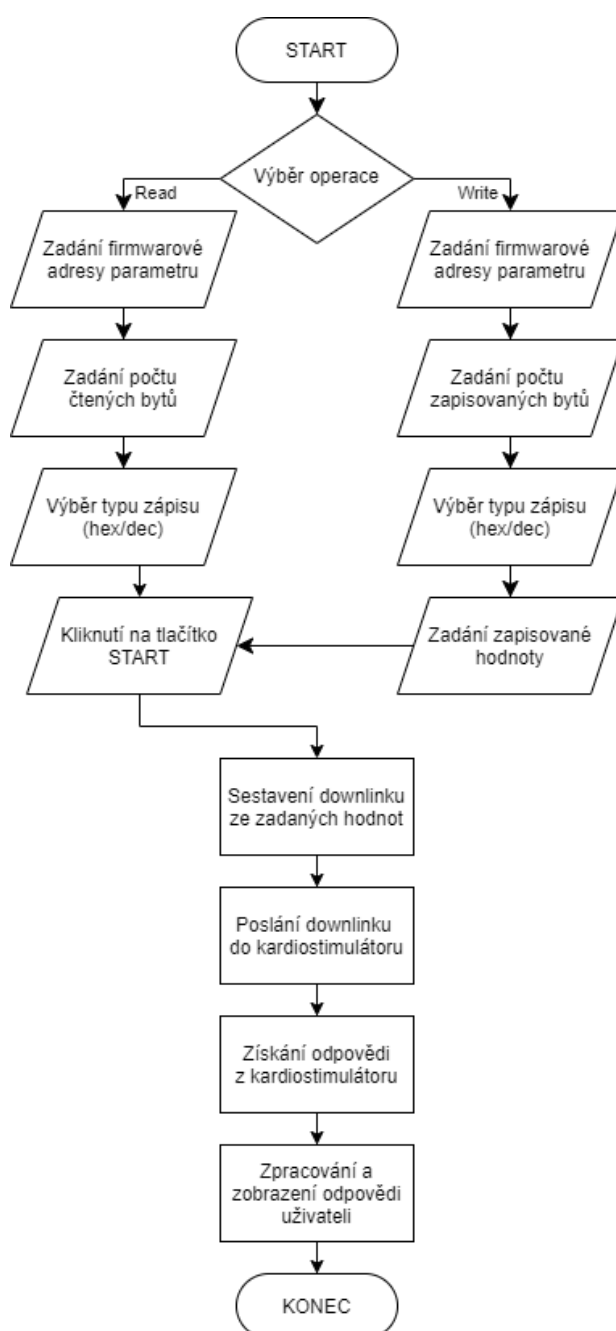 START
Výběr operace
Read
Write
Zadání firmwarové
adresy parametru
Zadání firmwarové
adresy parametru
Zadání počtu
čtených bytů
Zadání počtu
zapisovaných bytů
Výběr typu zápisu
(hex/dec)
Výběr typu zápisu
(hex/dec)
Kliknutí na tlačítko
START
Zadání zapisované
hodnoty
Sestavení downlinku
ze zadaných hodnot
Poslání downlinku
do kardiostimulátoru
Získání odpovědi
z kardiostimulátoru
Zpracování a
zobrazení odpovědi
uživateli
KONEC